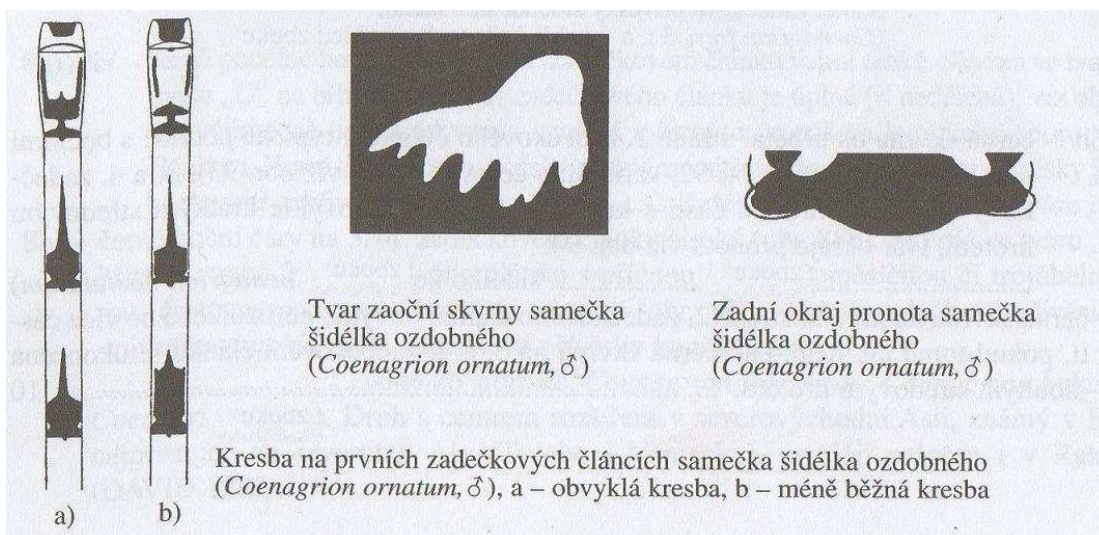 Tvar zaoční skvrny samečka
šidélka ozdobného
(Coenagrion ornatum, ♂)
Zadní okraj pronota samečka
šidélka ozdobného
(Coenagrion ornatum, ♂)
Kresba na prvních zadečkových článcích samečka šidélka ozdobného
(Coenagrion ornatum, ♂), a – obvyklá kresba, b – méně běžná kresba
a) b)